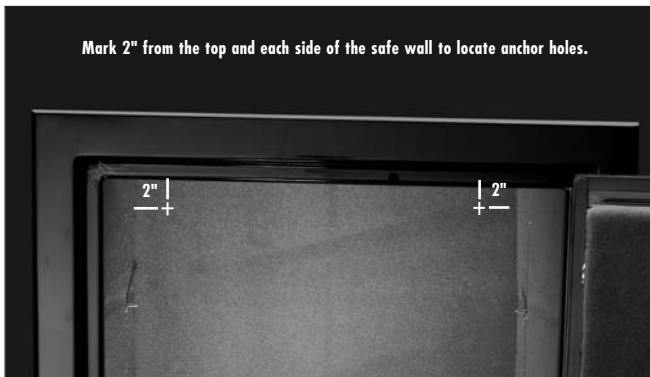 Mark 2" from the top and each side of the safe wall to locate anchor holes.
2" 2"